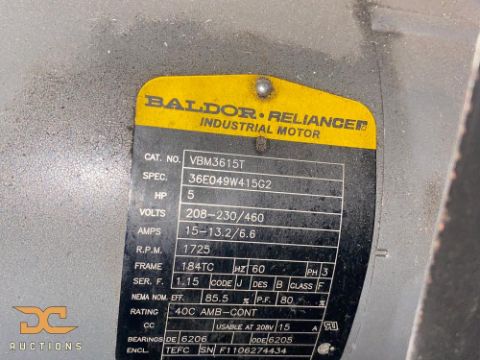 BALDOR • RELIANCE
INDUSTRIAL MOTOR
CAT. NO. VBM3615T
SPEC. 36E049W415G2
HP 5
VOLTS 208-230/460
AMPS 15-13.2/6.6
R.P.M. 1725
FRAME 184TC HZ 60 PH 3
SER. F. 1.15 CODE J DES B CLASS F
NEMA NOM. EFF. 85.5 % P.F. 80 %
RATING 40C AMB-CONT
CC USABLE AT 208V 15 A
BEARINGS DE 6206 ODE 6205
ENCL. TEFC SN F1106274434
DC
AUCTIONS